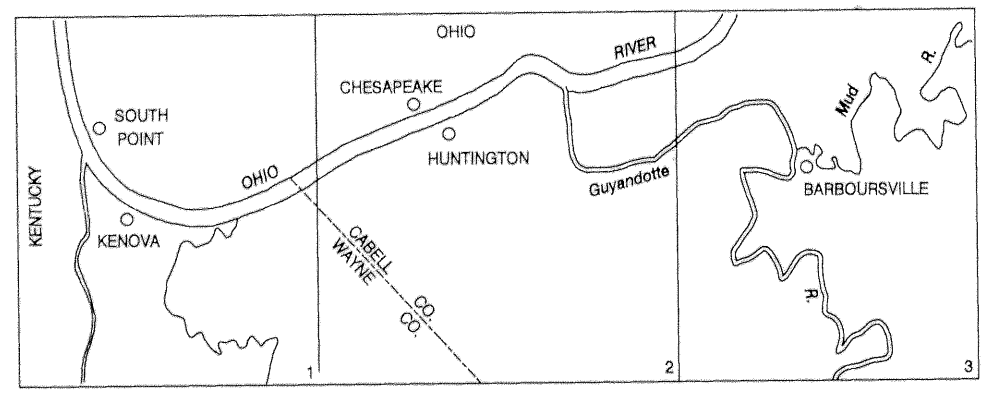 OHIO
RIVER
R.
CHESAPEAKE
Mud
SOUTH
POINT
HUNTINGTON
OHIO
Guyandotte
BARBOURSVILLE
KENTUCKY
KENOVA
CABELL
WAYNE
CO.
CO.
R.
1
2
3